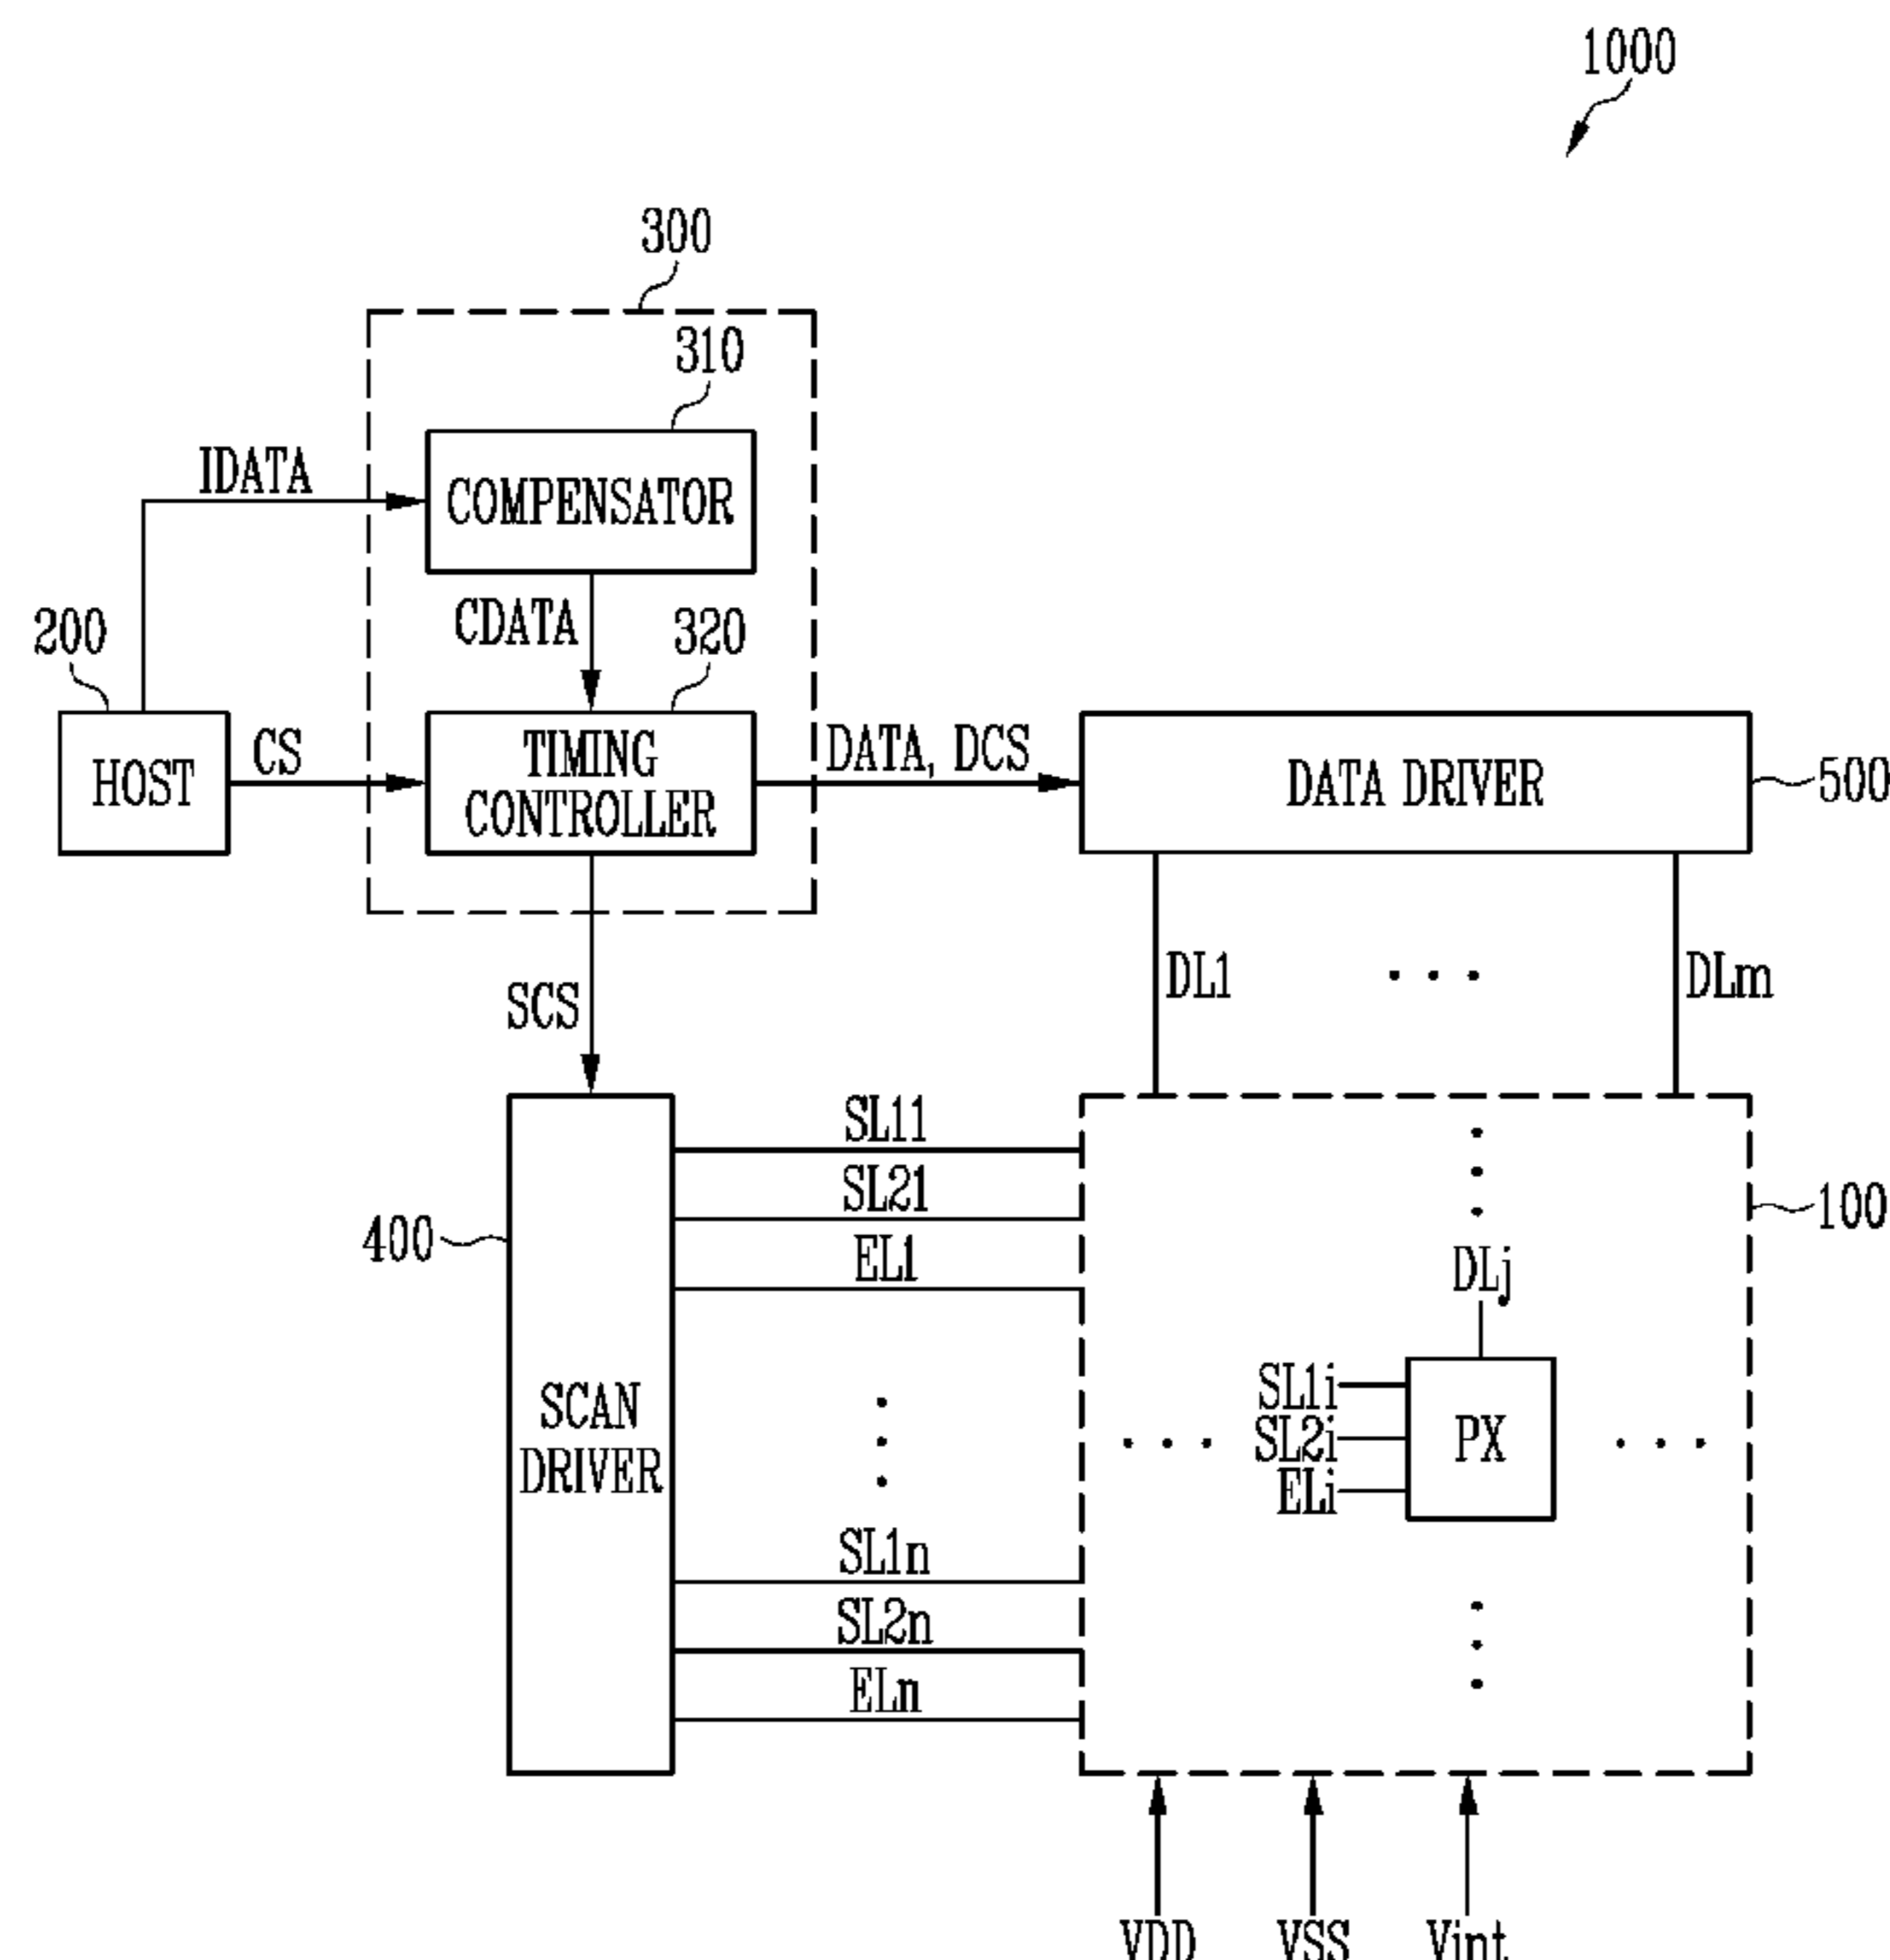 1000
300
310
IDATA
COMPENSATOR
CDATA
320
200
HOST
CS
TIMING
CONTROLLER
DATA, DCS
DATA DRIVER
500
DL1
DLm
SCS
SL11
SL21
EL1
400
SCAN
DRIVER
100
DLj
SL1i
SL2i
ELi
PX
SL1n
SL2n
ELn
VDD
VSS
Vint